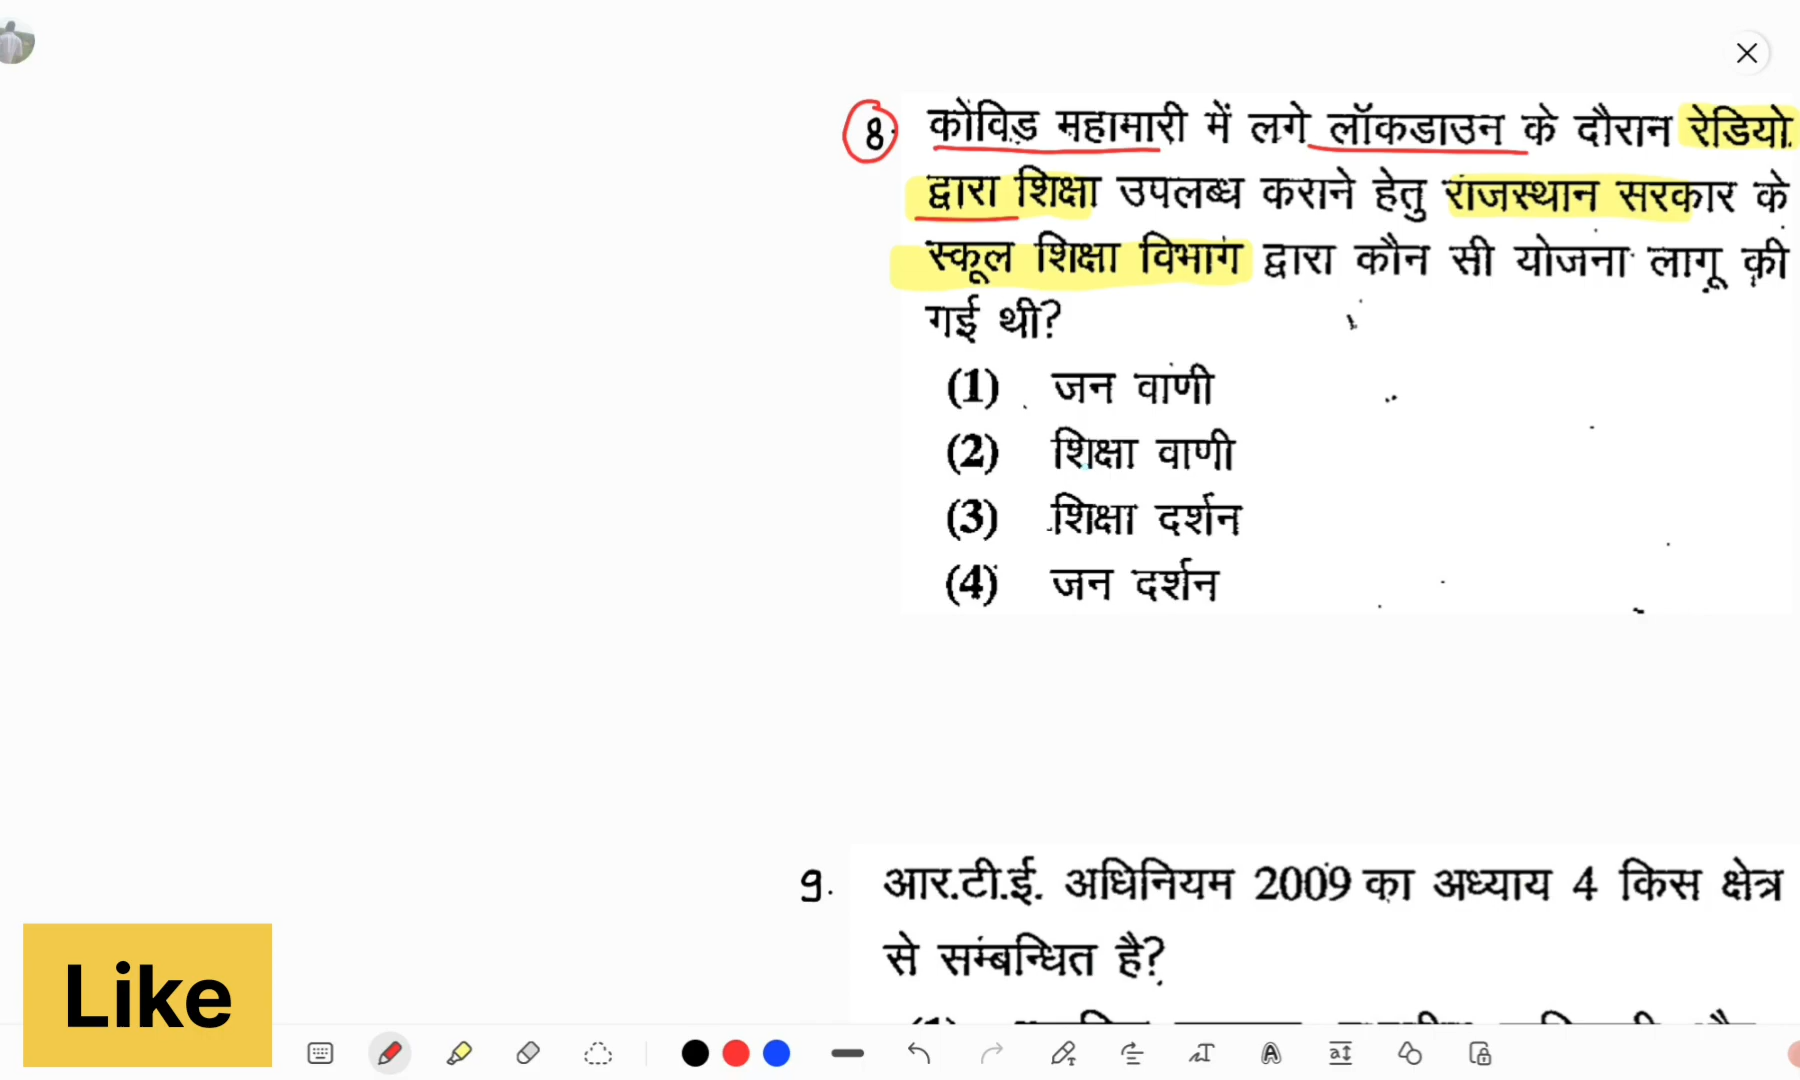 8. कोविड़ महामारी में लगे लॉकडाउन के दौरान रेडियो
द्वारा शिक्षा उपलब्ध कराने हेतु राजस्थान सरकार के
स्कूल शिक्षा विभाग द्वारा कौन सी योजना लागू की
गई थी?
(1) जन वाणी
(2) शिक्षा वाणी
(3) शिक्षा दर्शन
(4) जन दर्शन
9. आर.टी.ई. अधिनियम 2009 का अध्याय 4 किस क्षेत्र
से सम्बन्धित है?
Like